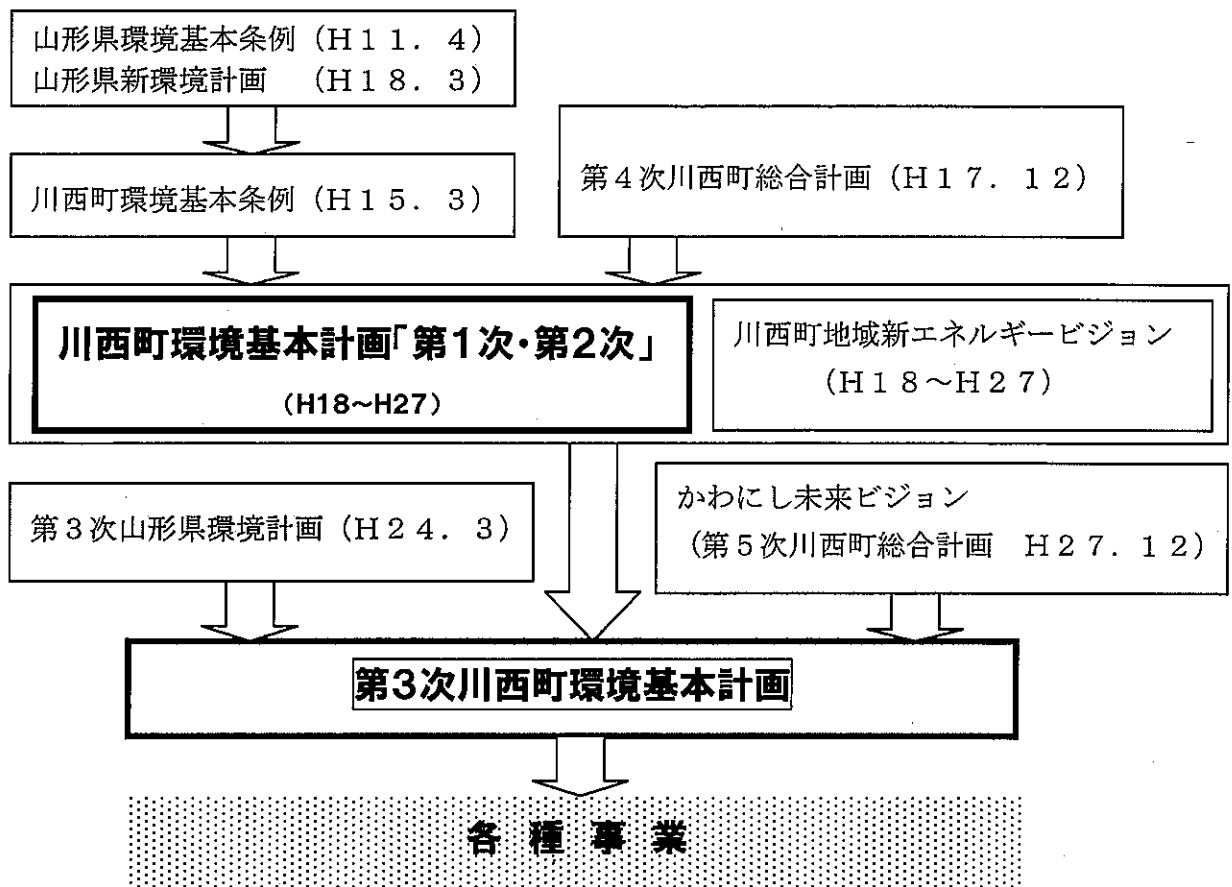 山形県環境基本条例（H11．4）
山形県新環境計画　（H18．3）
川西町環境基本条例（H15．3）
第4次川西町総合計画（H17．12）
川西町環境基本計画「第1次・第2次」
（H18～H27）
川西町地域新エネルギービジョン
（H18～H27）
第3次山形県環境計画（H24．3）
かわにし未来ビジョン
（第5次川西町総合計画　H27．12）
第3次川西町環境基本計画
各種事業